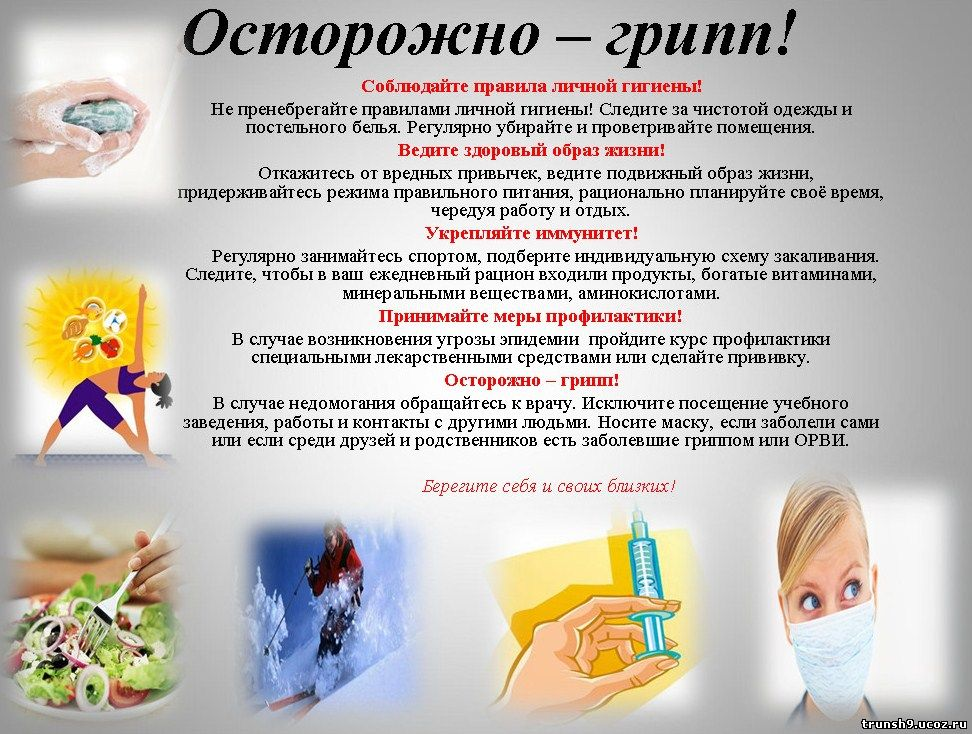 Осторожно – грипп!
Соблюдайте правила личной гигиены!
Не пренебрегайте правилами личной гигиены! Следите за чистотой одежды и
постельного белья. Регулярно убирайте и проветривайте помещения.
Ведите здоровый образ жизни!
Откажитесь от вредных привычек, ведите подвижный образ жизни,
придерживайтесь режима правильного питания, рационально планируйте своё время,
чередуя работу и отдых.
Укрепляйте иммунитет!
Регулярно занимайтесь спортом, подберите индивидуальную схему закаливания.
Следите, чтобы в ваш ежедневный рацион входили продукты, богатые витаминами,
минеральными веществами, аминокислотами.
Принимайте меры профилактики!
В случае возникновения угрозы эпидемии пройдите курс профилактики
специальными лекарственными средствами или сделайте прививку.
Осторожно – грипп!
В случае недомогания обращайтесь к врачу. Исключите посещение учебного
заведения, работы и контакты с другими людьми. Носите маску, если заболели сами
или если среди друзей и родственников есть заболевшие гриппом или ОРВИ.
Берегите себя и своих близких!
trunsh9.ucoz.ru